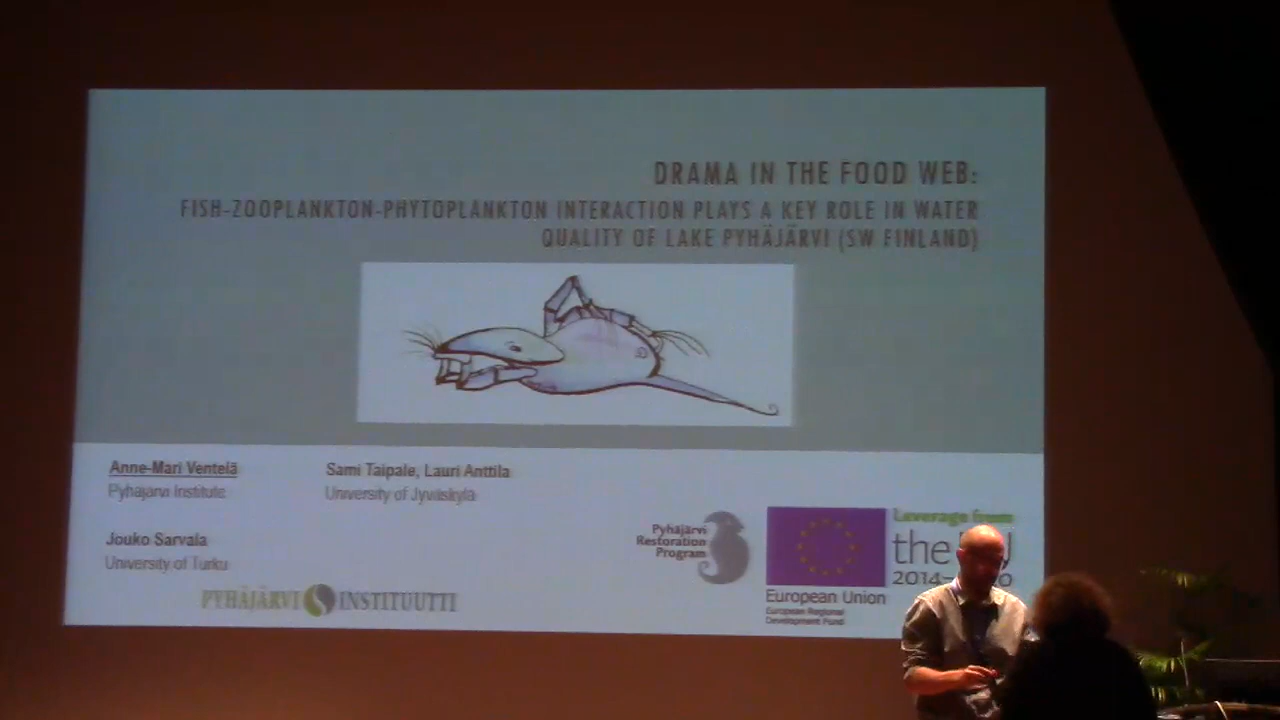 DRAMA IN THE FOOD WEB:
FISH-ZOOPLANKTON-PHYTOPLANKTON INTERACTION PLAYS A KEY ROLE IN WATER
QUALITY OF LAKE PYHÄJÄRVI (SW FINLAND)
Anne-Mari Ventelä
Pyhäjärvi Institute
Sami Taipale, Lauri Anttila
University of Jyväskylä
Jouko Sarvala
University of Turku
PYHÄJÄRVI INSTITUUTTI
Pyhäjärvi
Restoration
Program
European Union
European Regional
Development Fund
Leverage from
the
2014